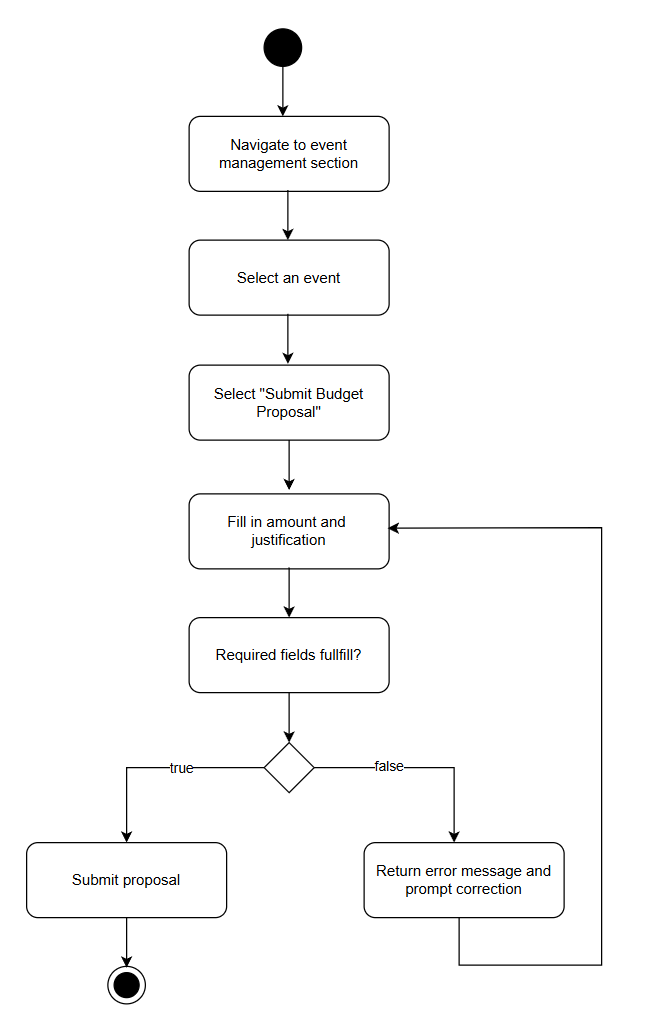 Navigate to event
management section
Select an event
Select "Submit Budget
Proposal"
Fill in amount and
justification
Required fields fullfill?
true
false
Submit proposal
Return error message and
prompt correction